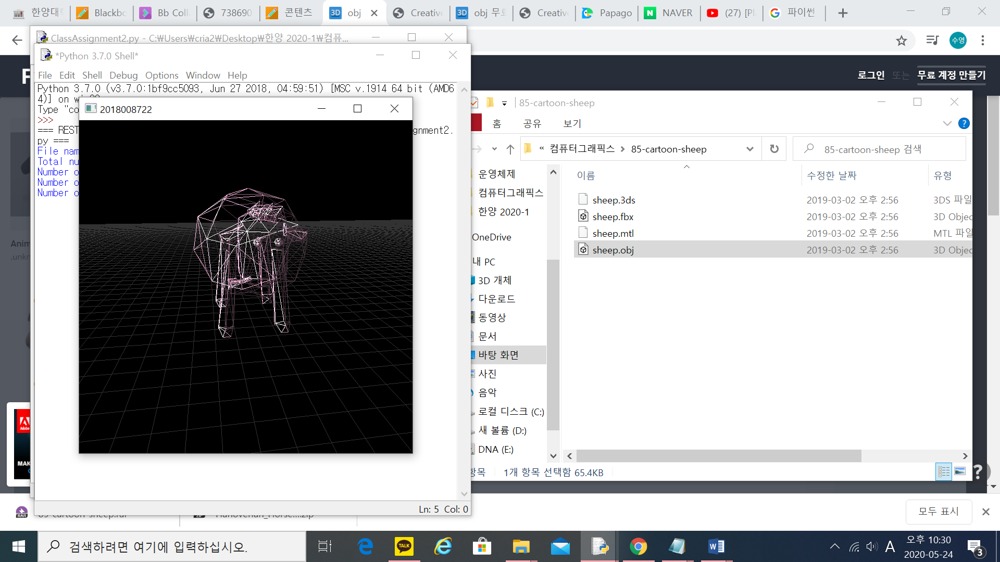 한양대학
Blackbo
Bb Colla
738690
콘텐츠
3D obj
Creative
3D obj 무료
Creative
Papago
N NAVER
(27) [Pl
G 파이썬
ClassAssignment2.py - C:₩Users₩cria2₩Desktop₩한양 2020-1₩컴퓨...
수영
*Python 3.7.0 Shell*
File Edit Shell Debug Options Window Help
Python 3.7.0 (v3.7.0:1bf9cc5093, Jun 27 2018, 04:59:51) [MSC v.1914 64 bit (AMD6
4)] on
Type "co
>>>
=== REST gnment2.
py ===
File nam
Total nu
Number o
Number o
Number o
2018008722
로그인 또는 무료 계정 만들기
85-cartoon-sheep
홈 공유 보기
« 컴퓨터그래픽스 > 85-cartoon-sheep
85-cartoon-sheep 검색
운영체제
컴퓨터그래픽스
한양 2020-1
OneDrive
내 PC
3D 개체
다운로드
동영상
문서
바탕 화면
사진
음악
로컬 디스크 (C:)
새 볼륨 (D:)
DNA (E:)
이름 수정한 날짜 유형
sheep.3ds 2019-03-02 오후 2:56 3DS 파일
sheep.fbx 2019-03-02 오후 2:56 3D Objec
sheep.mtl 2019-03-02 오후 2:56 MTL 파일
sheep.obj 2019-03-02 오후 2:56 3D Objec
항목 1개 항목 선택함 65.4KB
Anim
.unkn
Adobe
MAK
Ln: 5 Col: 0
RAR
85-cartoon-sheep.rar
Hanoverian_Horse....zip
모두 표시
검색하려면 여기에 입력하십시오.
TALK
A
오후 10:30
2020-05-24
3